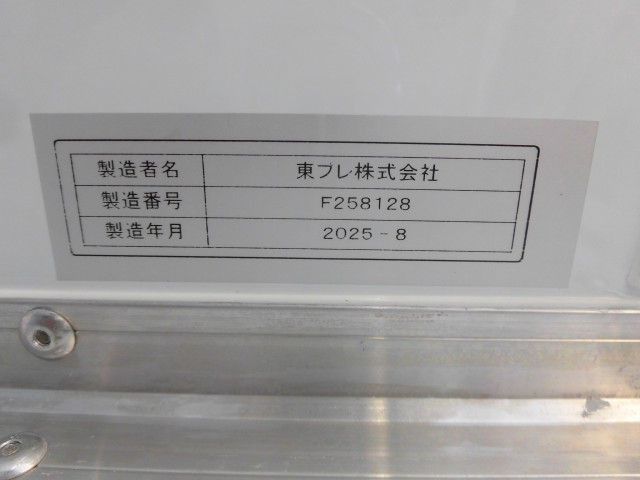 製造者名 東プレ株式会社
製造番号 F258128
製造年月 2025-8